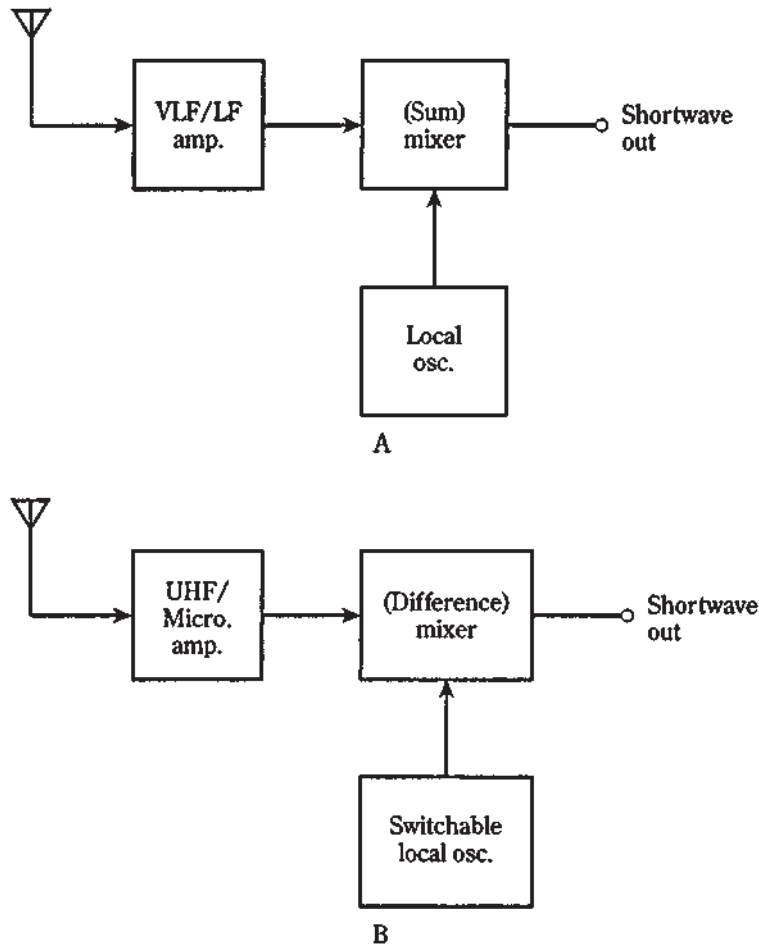 VLF/LF
amp.
(Sum)
mixer
Shortwave
out
Local
osc.
A
UHF/
Micro.
amp.
(Difference)
mixer
Shortwave
out
Switchable
local osc.
B